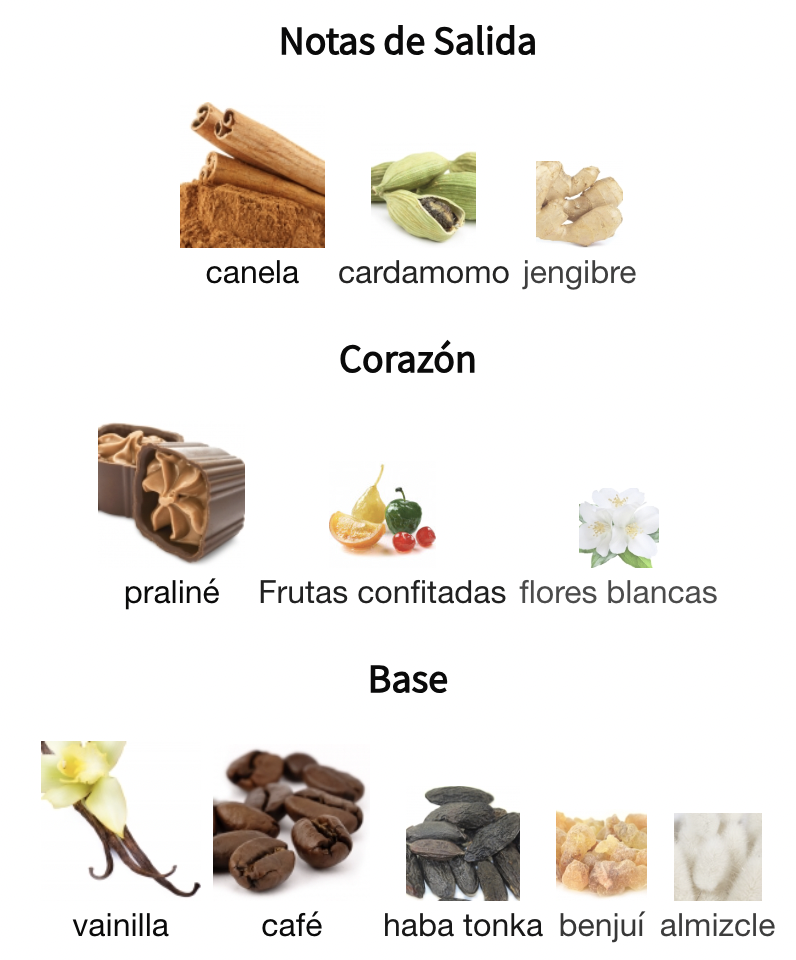 Notas de Salida
canela cardamomo jengibre
Corazón
praliné Frutas confitadas flores blancas
Base
vainilla café haba tonka benjuí almizcle